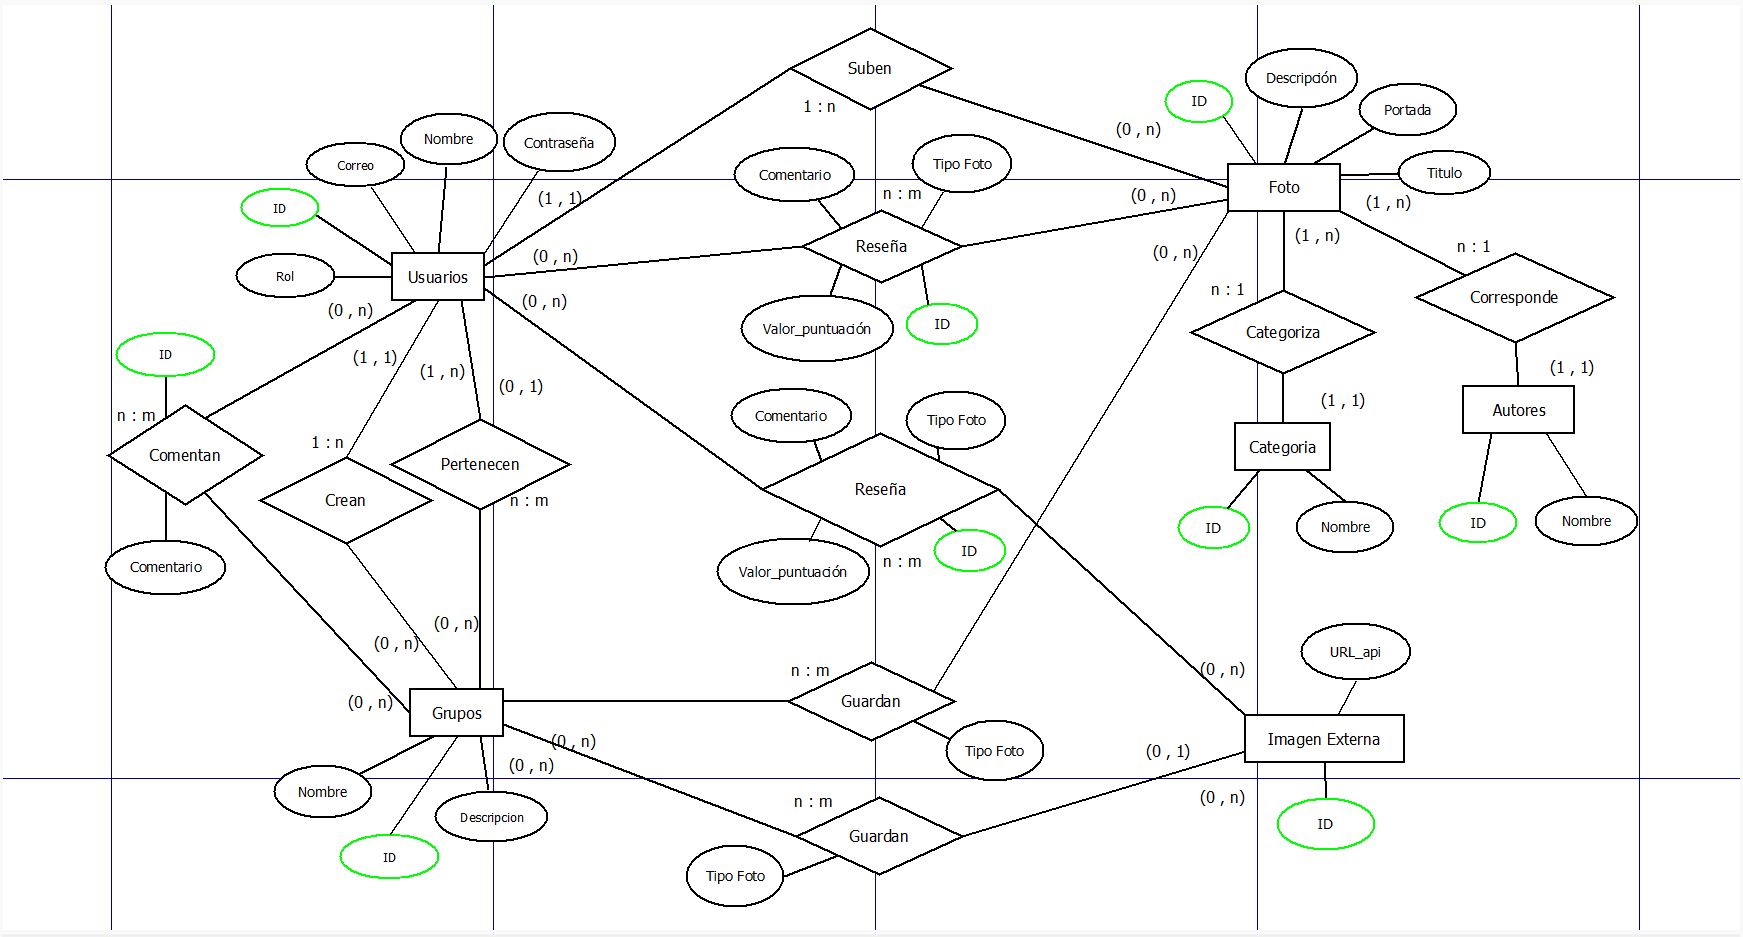 Suben
1 : n
(0 , n)
ID
Descripción
Portada
Titulo
Foto
Correo
Nombre
Contraseña
ID
Rol
Usuarios
(1 , 1)
Comentario
Tipo Foto
n : m
Reseña
(0 , n)
(0 , n)
Valor_puntuación
ID
(0 , n)
(0 , n)
(1 , n)
(1 , n)
n : 1
Corresponde
n : 1
Categoriza
(1 , 1)
(1 , 1)
Autores
Categoria
ID
Nombre
ID
Nombre
(0 , n)
ID
(1 , 1)
(1 , n)
(0 , 1)
n : m
Comentan
1 : n
Crean
Pertenecen
n : m
Comentario
Comentario
Tipo Foto
Reseña
Valor_puntuación
ID
n : m
(0 , n)
(0 , n)
(0 , n)
n : m
Guardan
Tipo Foto
(0 , n)
URL_api
Grupos
Imagen Externa
(0 , n)
(0 , n)
(0 , 1)
(0 , n)
Nombre
ID
Descripcion
n : m
Guardan
Tipo Foto
ID